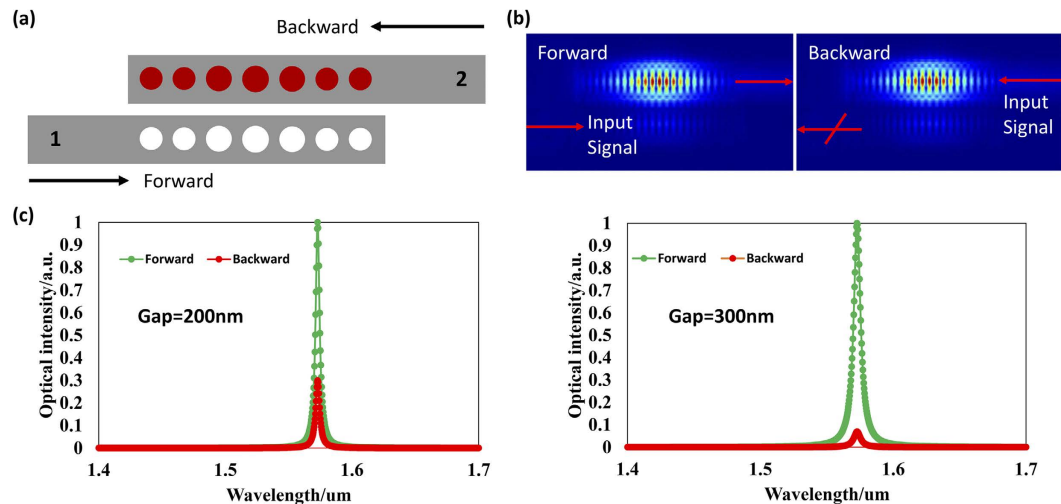 (a)
Backward
2
1
Forward
(b)
Forward
Input
Signal
Backward
Input
Signal
(c)
Optical intensity/a.u.
1
0.9
0.8
0.7
0.6
0.5
0.4
0.3
0.2
0.1
0
Forward Backward
Gap=200nm
1.4 1.5 1.6 1.7
Wavelength/um
Optical intensity/a.u.
1
0.9
0.8
0.7
0.6
0.5
0.4
0.3
0.2
0.1
0
Forward Backward
Gap=300nm
1.4 1.5 1.6 1.7
Wavelength/um